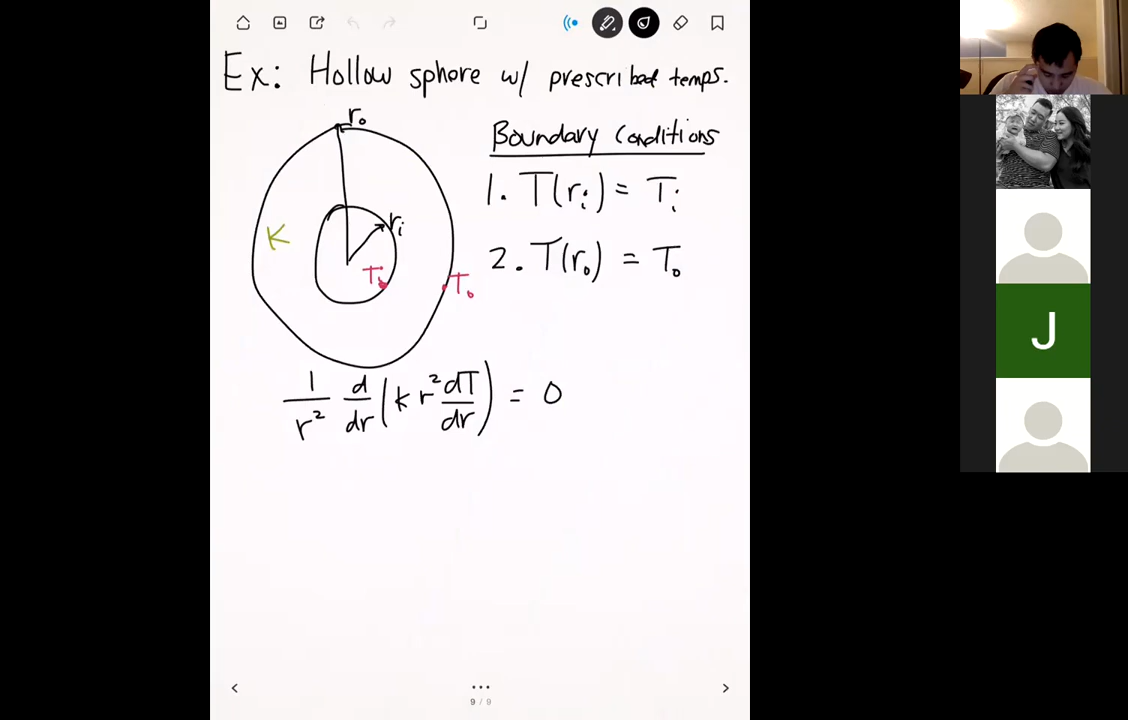 Ex: Hollow sphere w/ prescribed temps.
r₀
Boundary Conditions
1. T(rᵢ) = Tᵢ
rᵢ
K
2. T(r₀) = T₀
Tᵢ
T₀
1/r² d/dr (k r² dT/dr) = 0
J
9 / 9